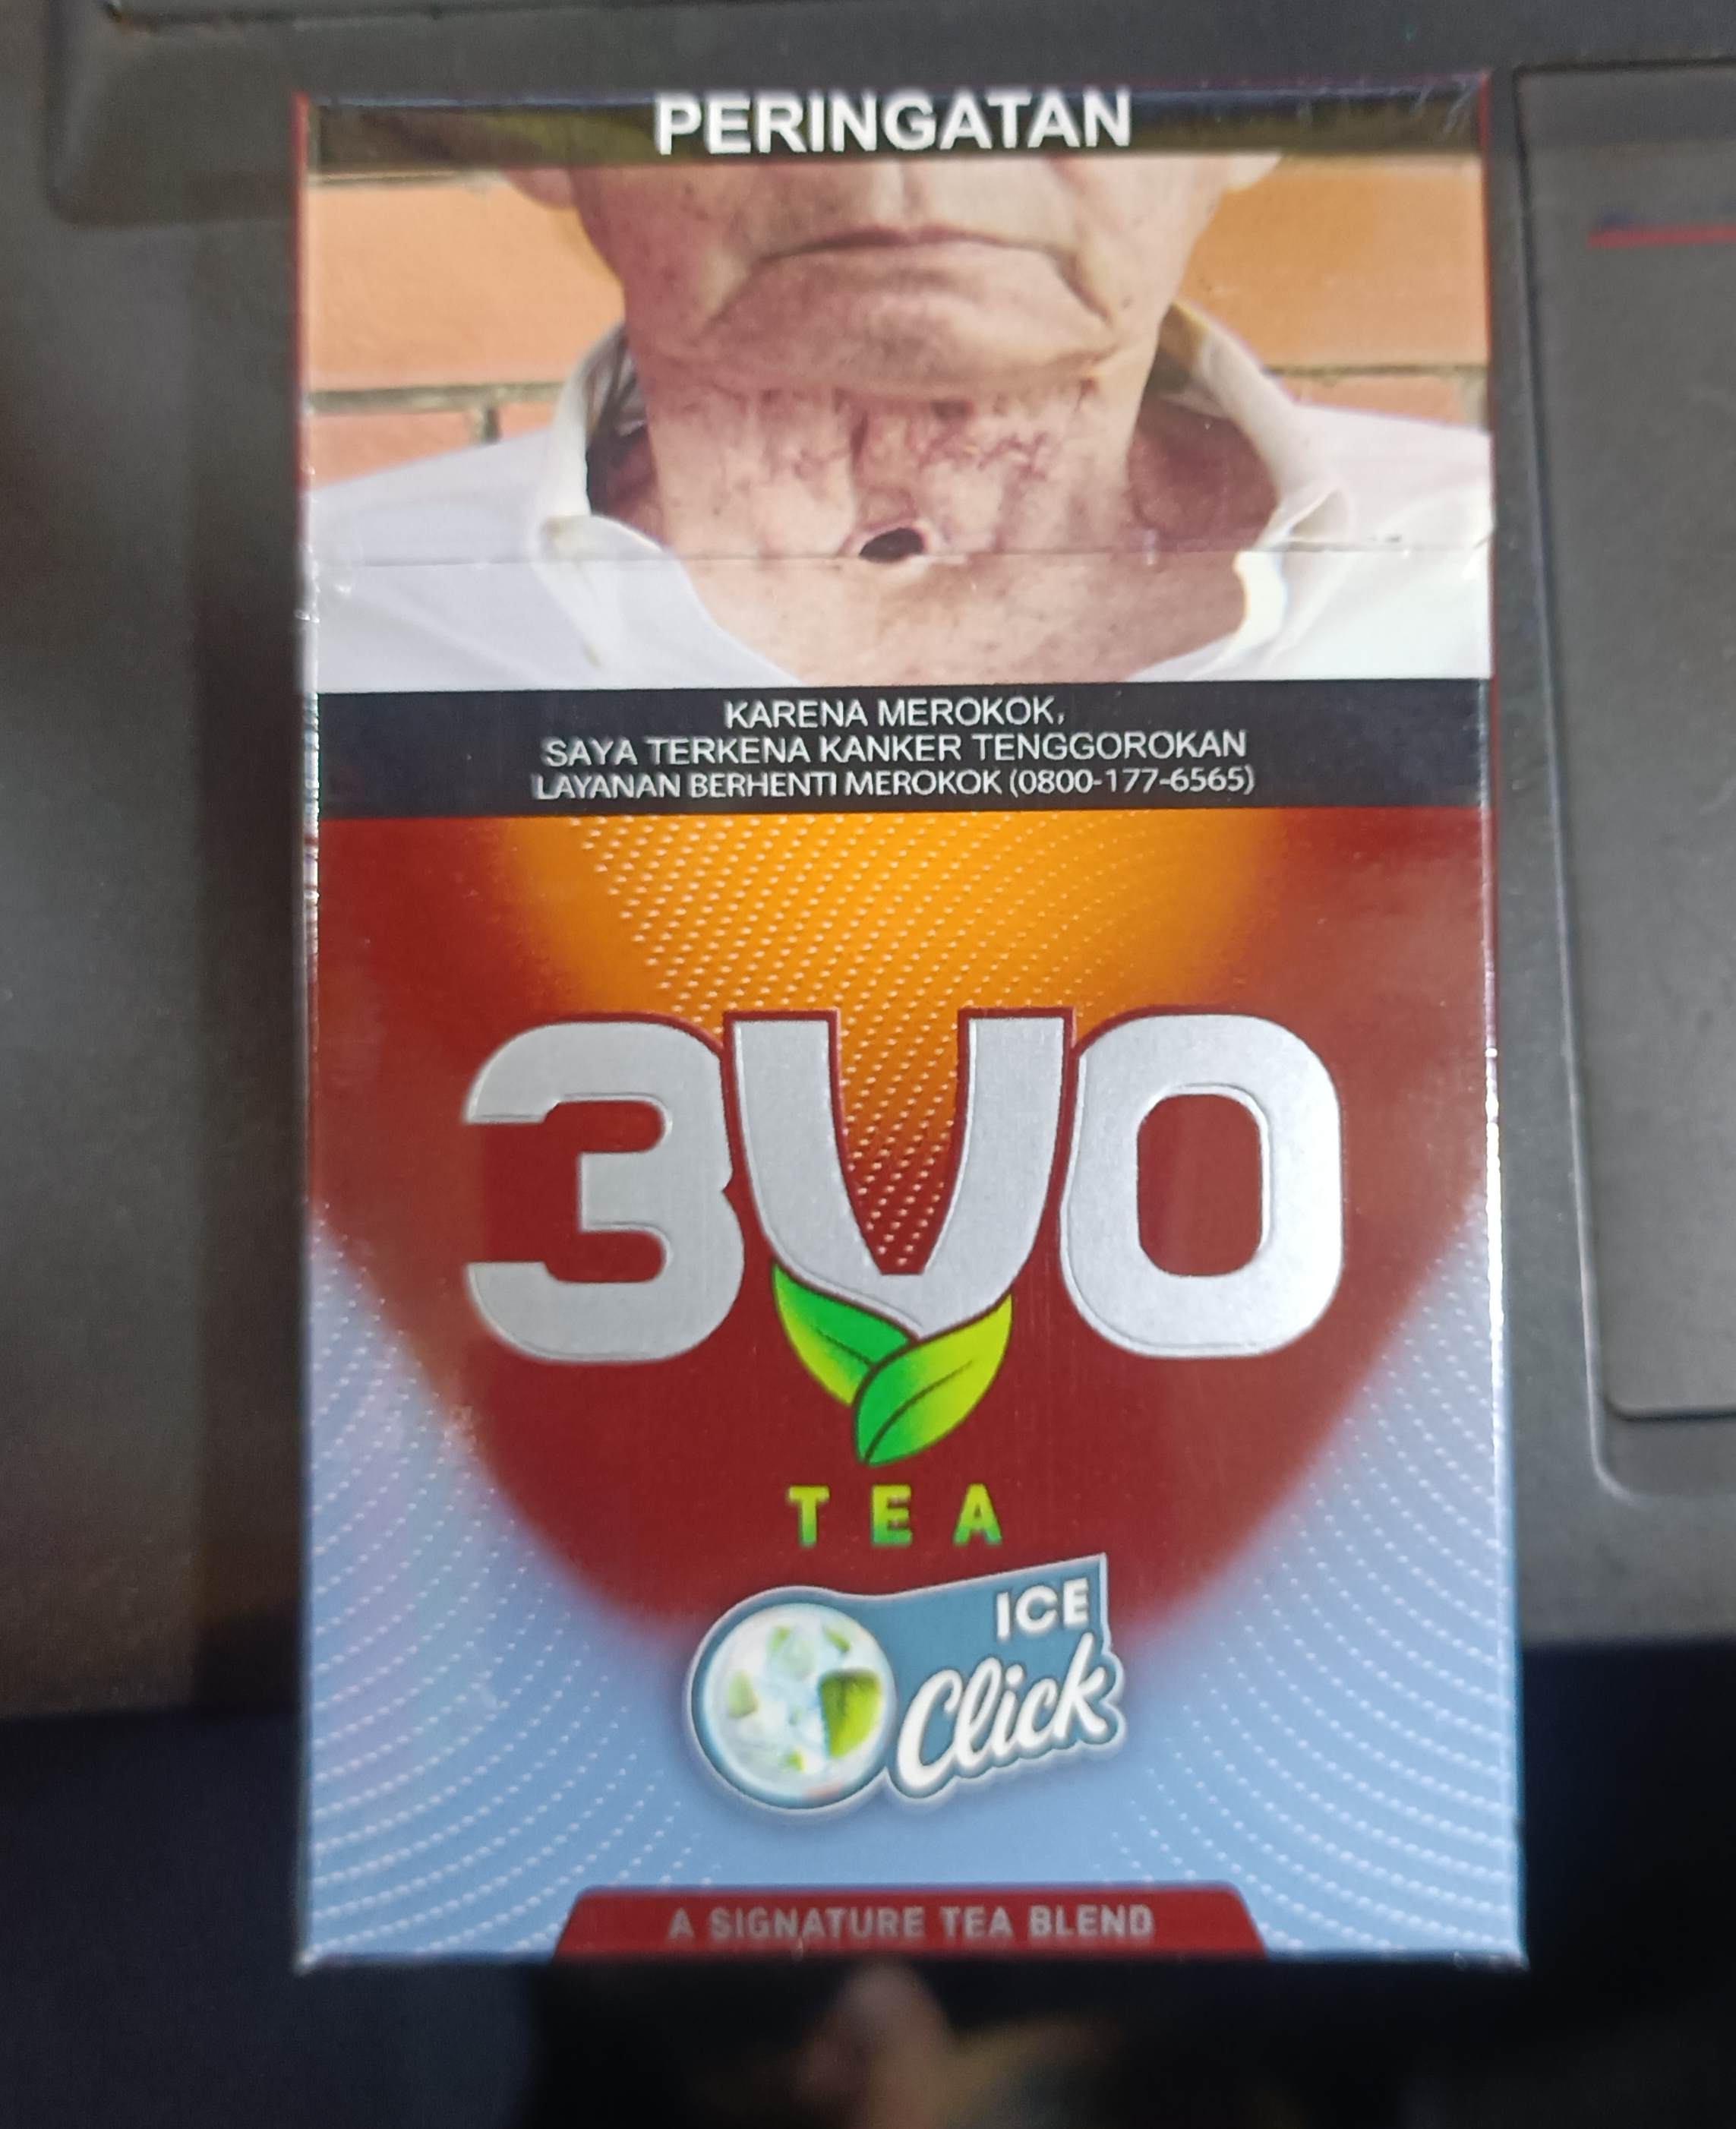 PERINGATAN
KARENA MEROKOK,
SAYA TERKENA KANKER TENGGOROKAN
LAYANAN BERHENTI MEROKOK (0800-177-6565)
3VO
TEA
ICE
Click
A SIGNATURE TEA BLEND